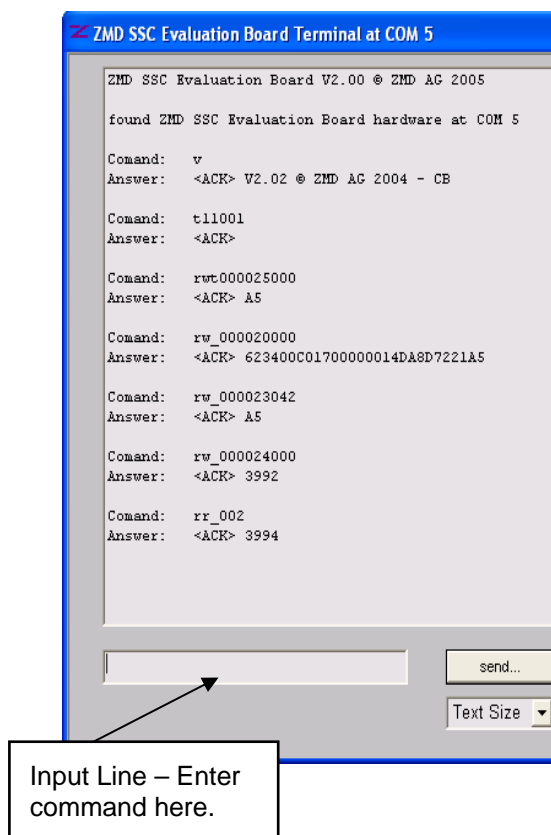 ZMD SSC Evaluation Board Terminal at COM 5
ZMD SSC Evaluation Board V2.00 © ZMD AG 2005
found ZMD SSC Evaluation Board hardware at COM 5
Comand: v
Answer: <ACK> V2.02 © ZMD AG 2004 - CB
Comand: t11001
Answer: <ACK>
Comand: rwt000025000
Answer: <ACK> A5
Comand: rw_000020000
Answer: <ACK> 623400C01700000014DA8D7221A5
Comand: rw_000023042
Answer: <ACK> A5
Comand: rw_000024000
Answer: <ACK> 3992
Comand: rr_002
Answer: <ACK> 3994
send...
Text Size
Input Line – Enter
command here.